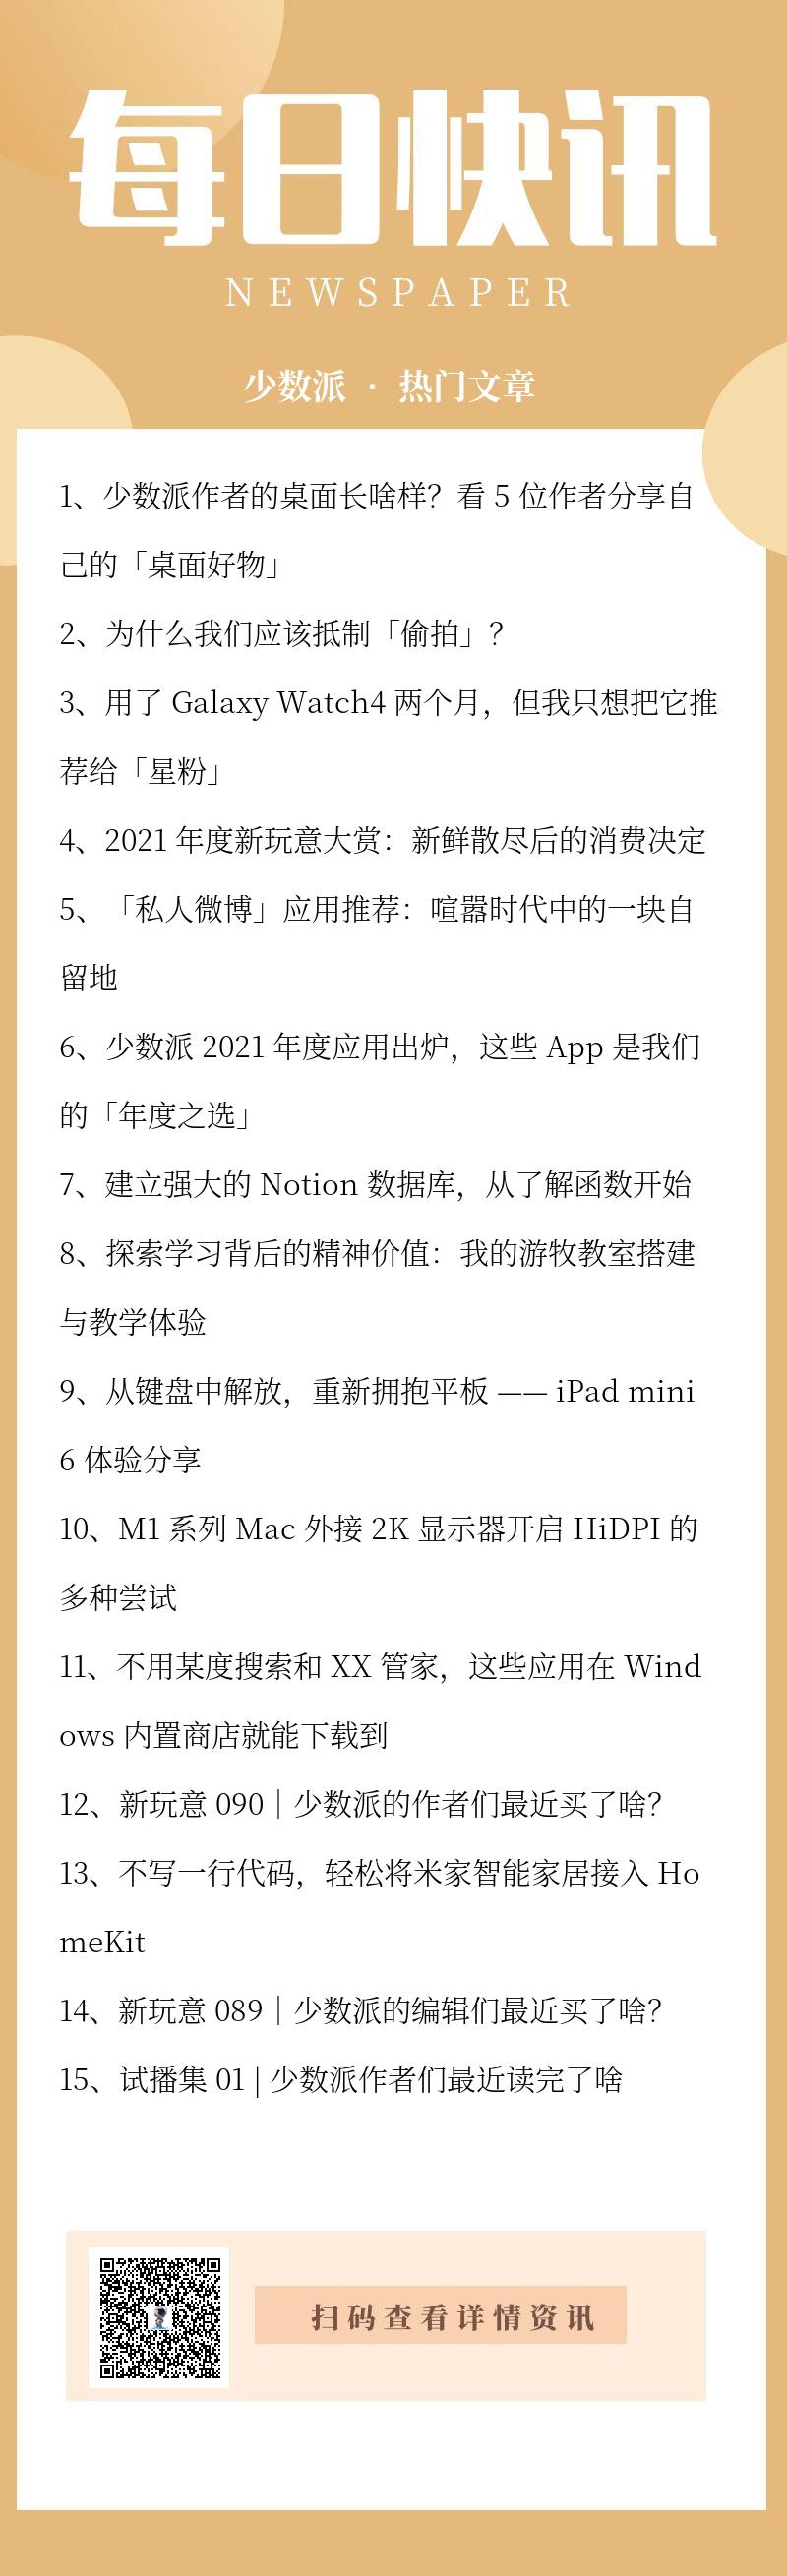 每日快讯
NEWSPAPER
少数派 · 热门文章
1、少数派作者的桌面长啥样？看 5 位作者分享自
己的「桌面好物」
2、为什么我们应该抵制「偷拍」？
3、用了 Galaxy Watch4 两个月，但我只想把它推
荐给「星粉」
4、2021 年度新玩意大赏：新鲜散尽后的消费决定
5、「私人微博」应用推荐：喧嚣时代中的一块自
留地
6、少数派 2021 年度应用出炉，这些 App 是我们
的「年度之选」
7、建立强大的 Notion 数据库，从了解函数开始
8、探索学习背后的精神价值：我的游牧教室搭建
与教学体验
9、从键盘中解放，重新拥抱平板 —— iPad mini
6 体验分享
10、M1 系列 Mac 外接 2K 显示器开启 HiDPI 的
多种尝试
11、不用某度搜索和 XX 管家，这些应用在 Wind
ows 内置商店就能下载到
12、新玩意 090｜少数派的作者们最近买了啥？
13、不写一行代码，轻松将米家智能家居接入 Ho
meKit
14、新玩意 089｜少数派的编辑们最近买了啥？
15、试播集 01 | 少数派作者们最近读完了啥
扫码查看详情资讯